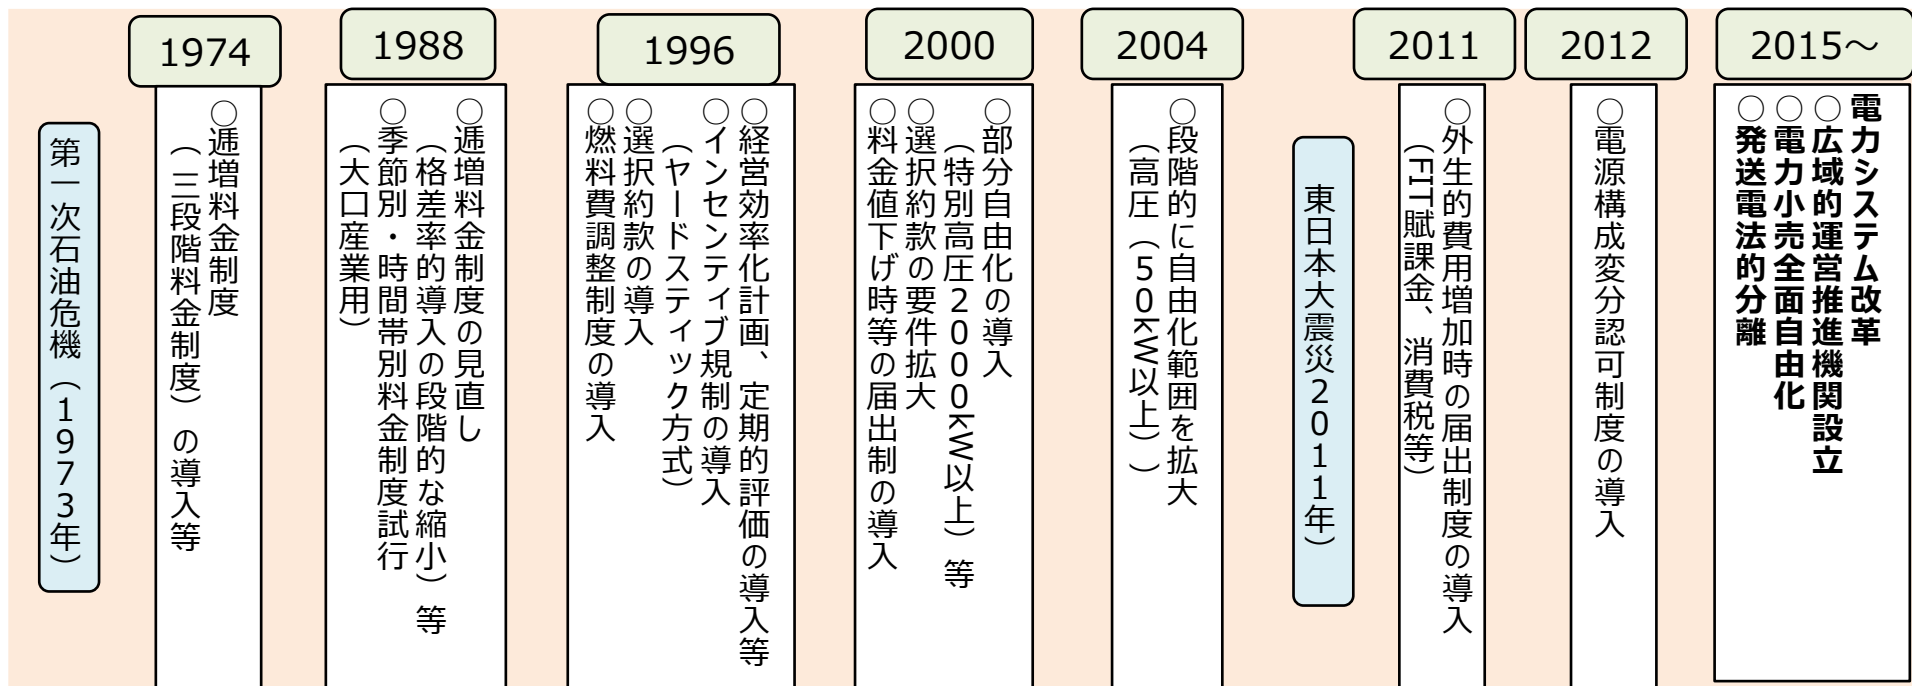 第一次石油危機（1973年）
1974
○逓増料金制度
（三段階料金制度）の導入等
1988
○逓増料金制度の見直し
（格差率的導入の段階的な縮小）等
○季節別・時間帯別料金制度試行
（大口産業用）
1996
○経営効率化計画、定期的評価の導入等
○インセンティブ規制の導入
（ヤードスティック方式）
○選択約款の導入
○燃料費調整制度の導入
2000
○部分自由化の導入
（特別高圧2000kW以上）等
○選択約款の要件拡大
○料金値下げ時等の届出制の導入
2004
○段階的に自由化範囲を拡大
（高圧（50kW以上））
東日本大震災2011年）
2011
○外生的費用増加時の届出制度の導入
（FIT賦課金、消費税等）
2012
○電源構成変分認可制度の導入
2015～
電力システム改革
○広域的運営推進機関設立
○電力小売全面自由化
○発送電法的分離